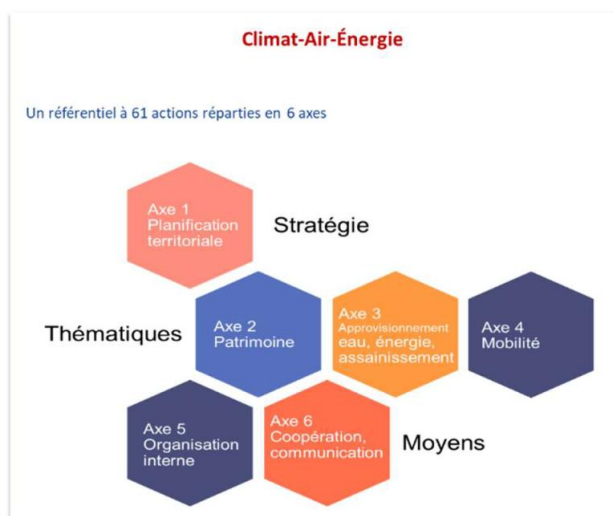 Climat-Air-Énergie
Un référentiel à 61 actions réparties en 6 axes
Axe 1
Planification
territoriale
Stratégie
Thématiques
Axe 2
Patrimoine
Axe 3
Approvisionnement
eau, énergie,
assainissement
Axe 4
Mobilité
Axe 5
Organisation
interne
Axe 6
Coopération,
communication
Moyens